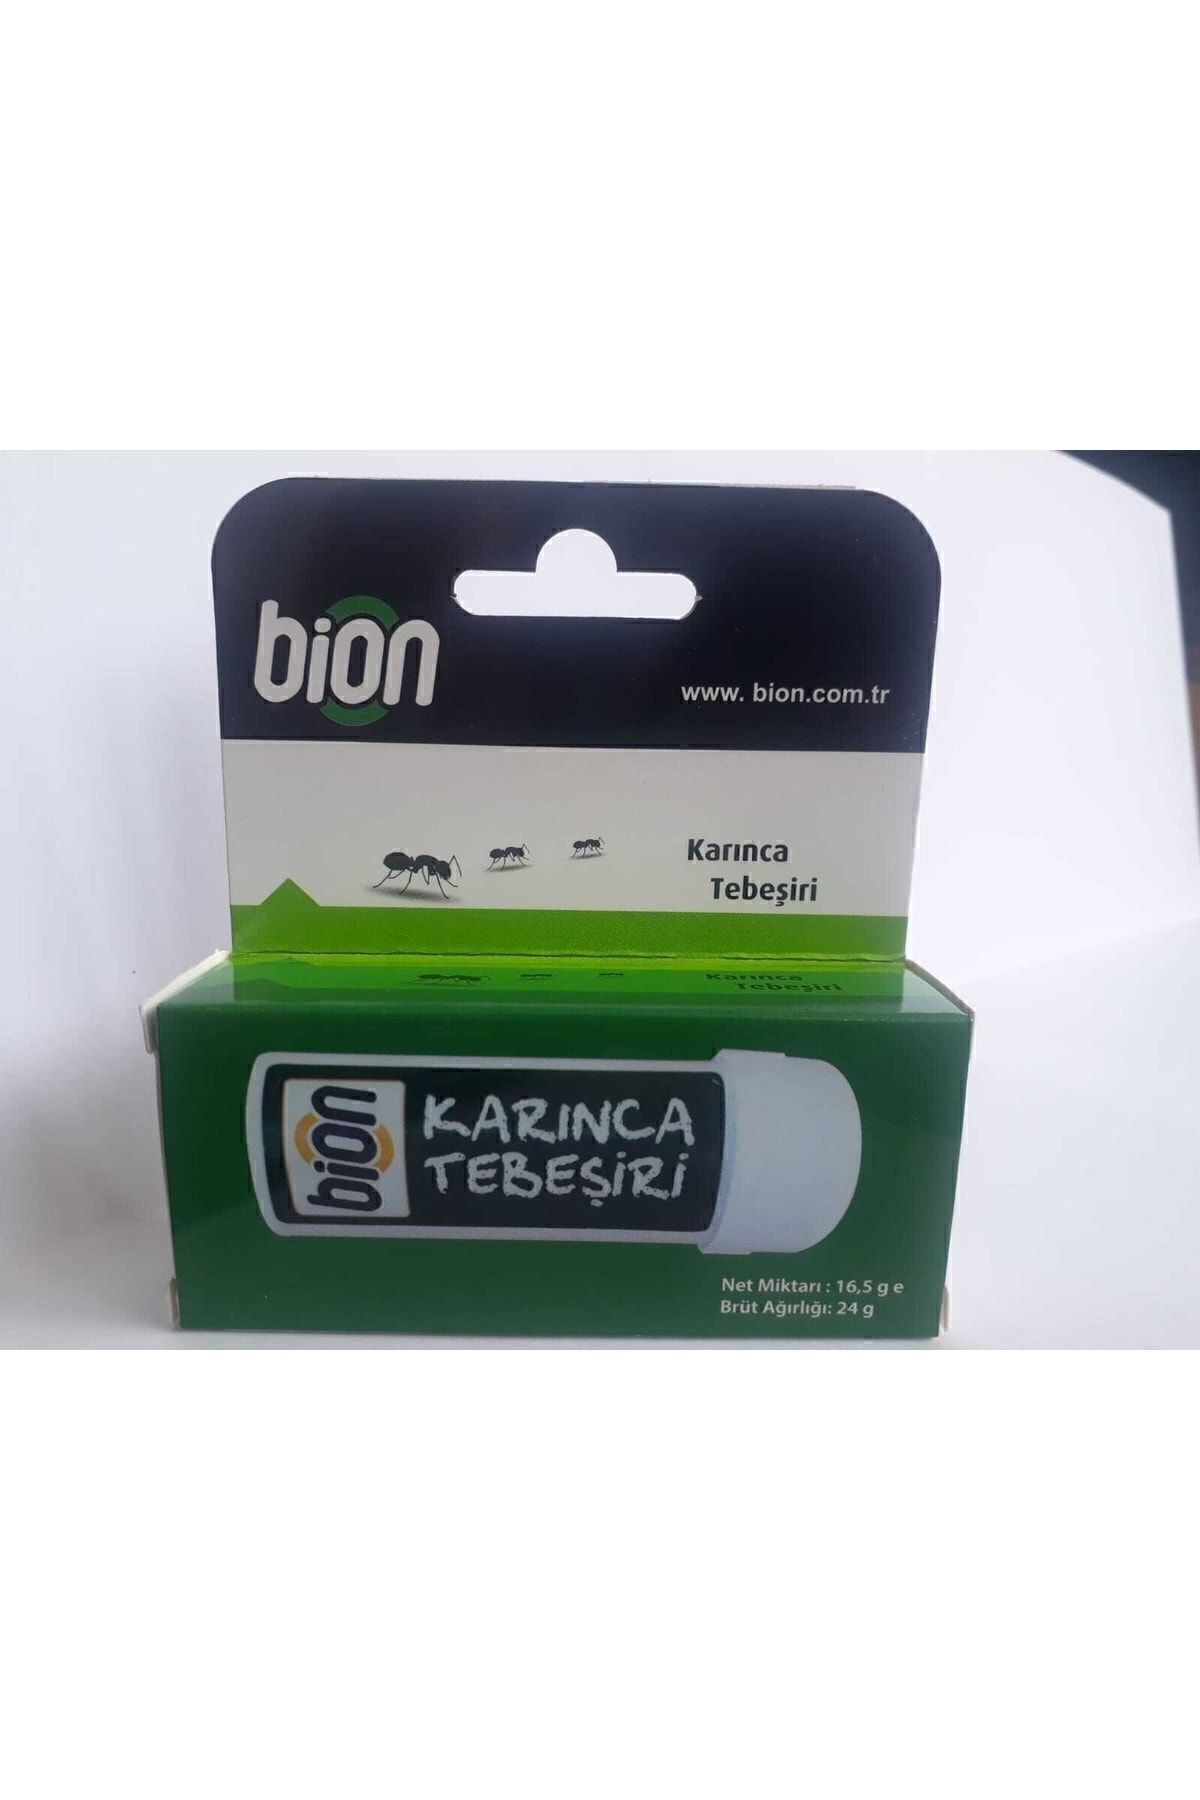 bion
www. bion.com.tr
Karınca
Tebeşiri
Karınca
Tebeşiri
bion
KARINCA
TEBEŞİRİ
Net Miktarı : 16,5 g e
Brüt Ağırlığı: 24 g